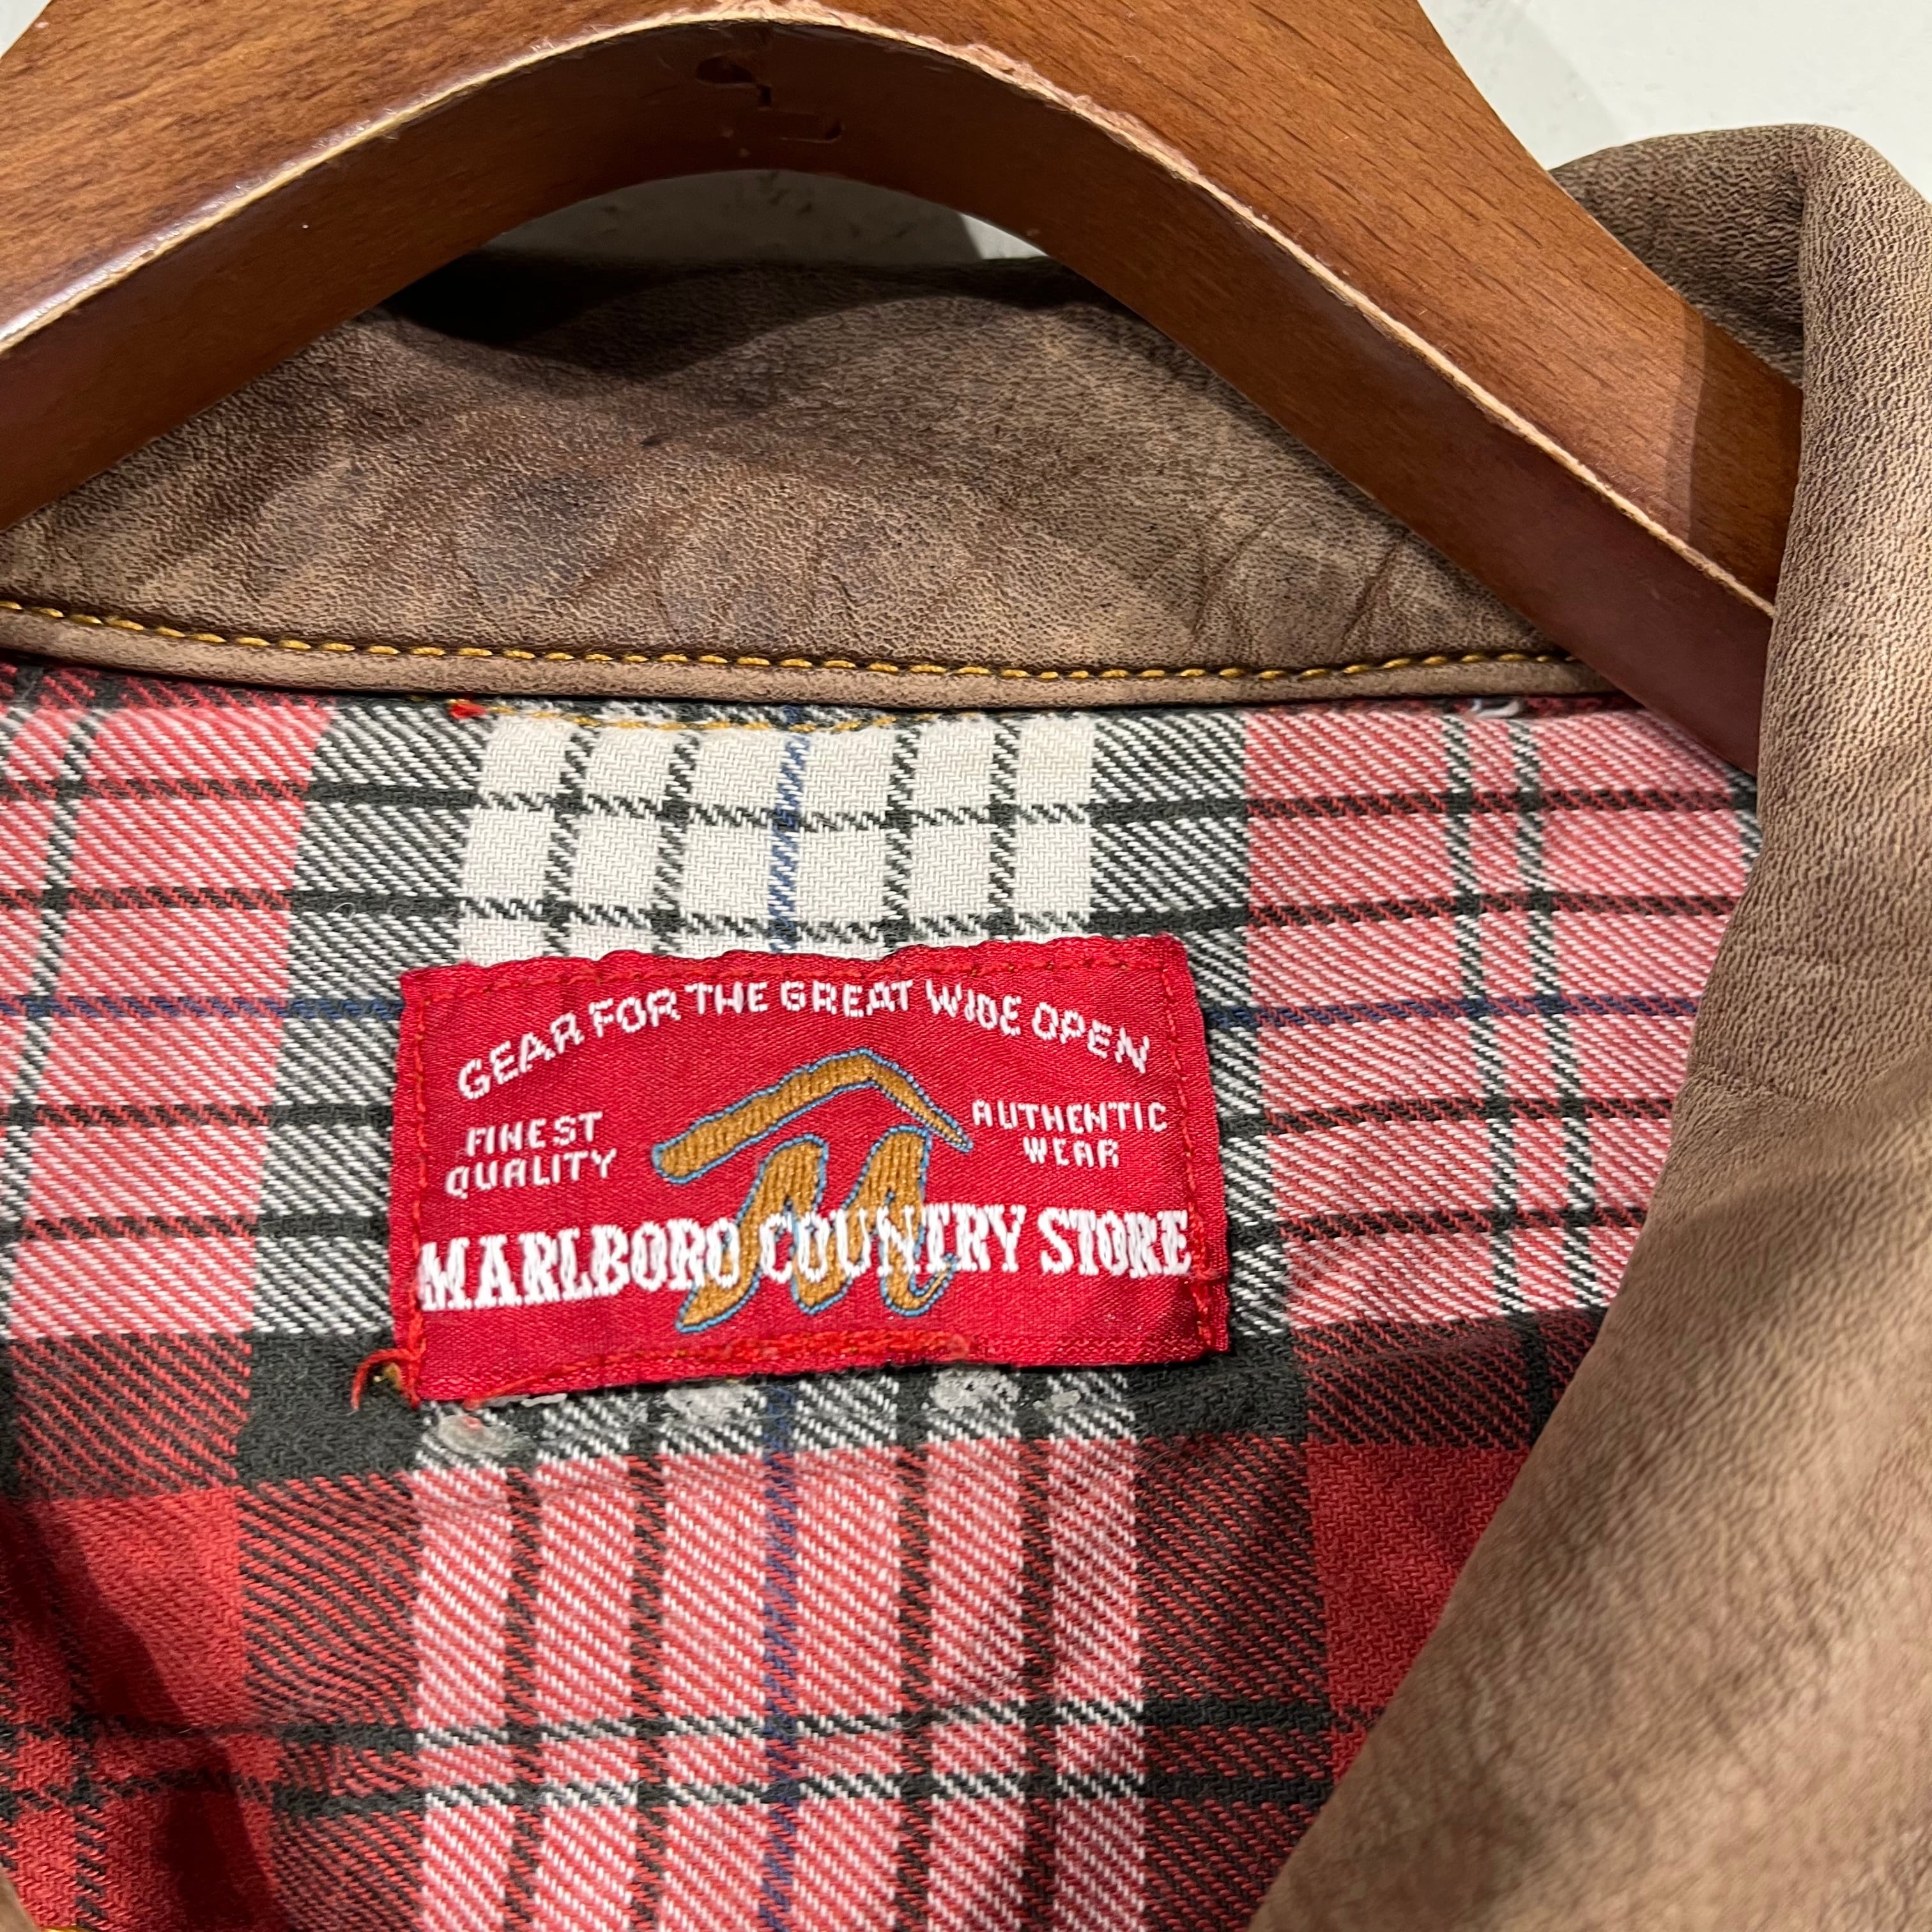 GEAR FOR THE GREAT WIDE OPEN
FINEST
QUALITY
AUTHENTIC
WEAR
M
MARLBORO COUNTRY STORE